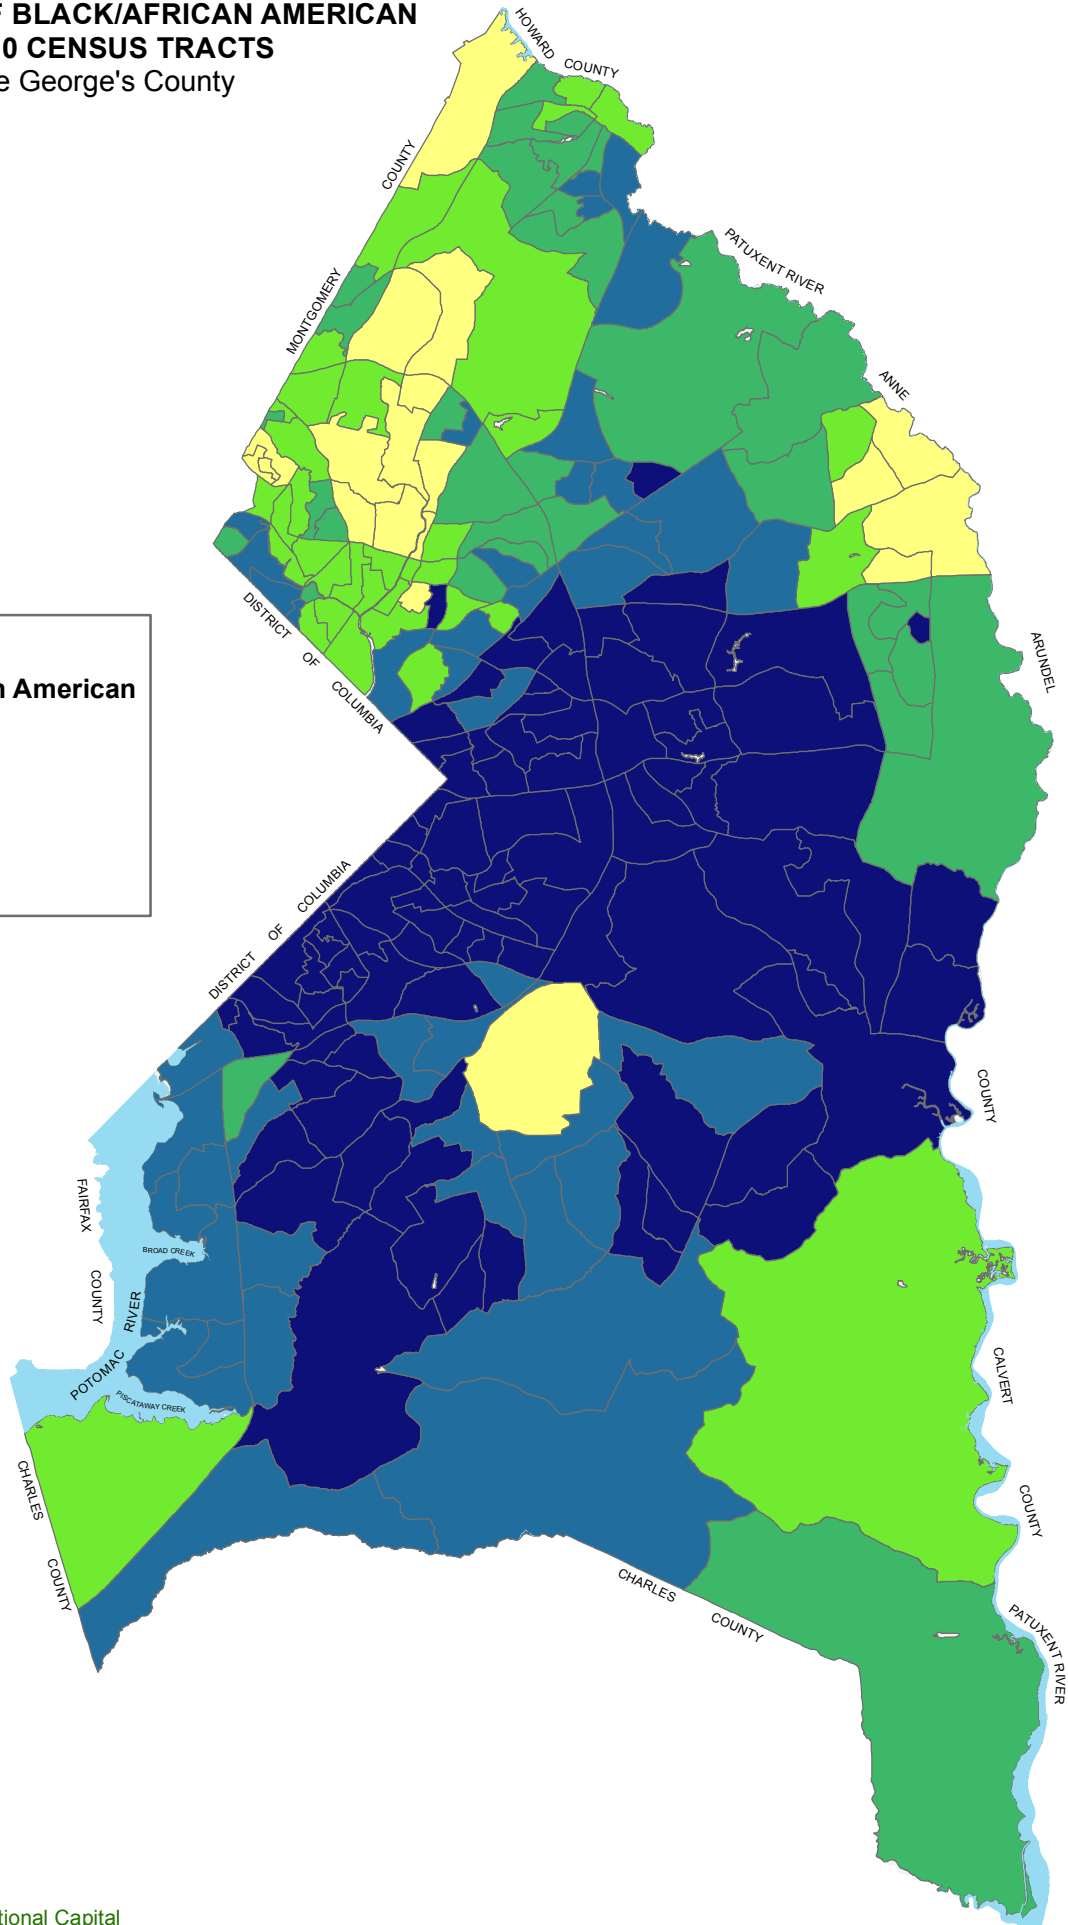 F BLACK/AFRICAN AMERICAN
0 CENSUS TRACTS
e George's County
HOWARD
COUNTY
COUNTY
PATUXENT RIVER
MONTGOMERY
ANNE
DISTRICT
OF
COLUMBIA
ARUNDEL
n American
DISTRICT OF COLUMBIA
COUNTY
FAIRFAX
BROAD CREEK
COUNTY
POTOMAC RIVER
PISCATAWAY CREEK
CALVERT
CHARLES
COUNTY
COUNTY
CHARLES
COUNTY
PATUXENT RIVER
tional Capital